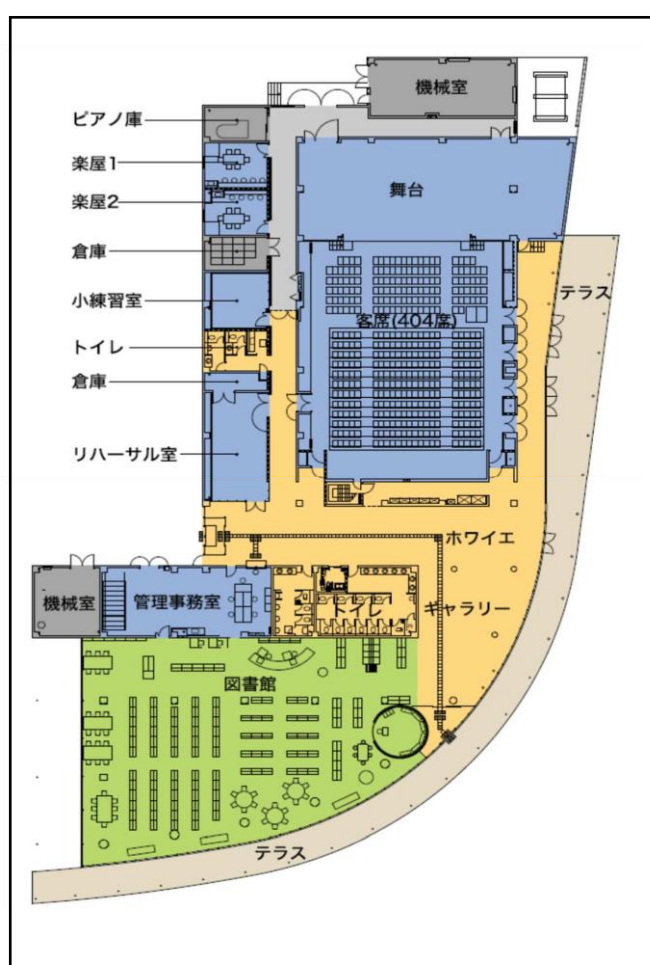 機械室
ピアノ庫
楽屋1
舞台
楽屋2
倉庫
テラス
小練習室
客席(404席)
トイレ
倉庫
リハーサル室
ホワイエ
機械室
管理事務室
トイレ
ギャラリー
図書館
テラス